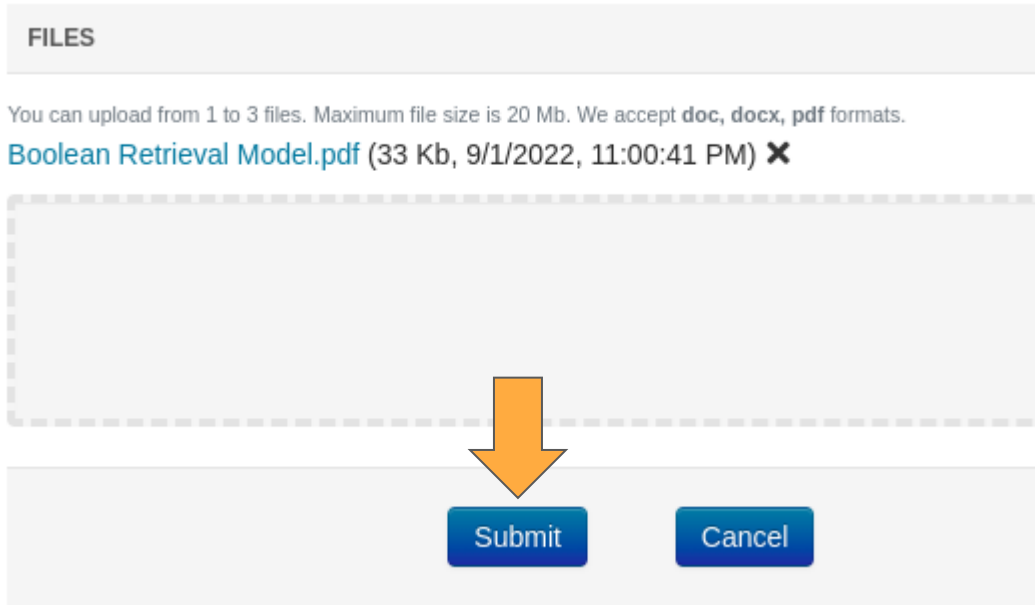 FILES
You can upload from 1 to 3 files. Maximum file size is 20 Mb. We accept doc, docx, pdf formats.
Boolean Retrieval Model.pdf (33 Kb, 9/1/2022, 11:00:41 PM) ✖
Submit Cancel